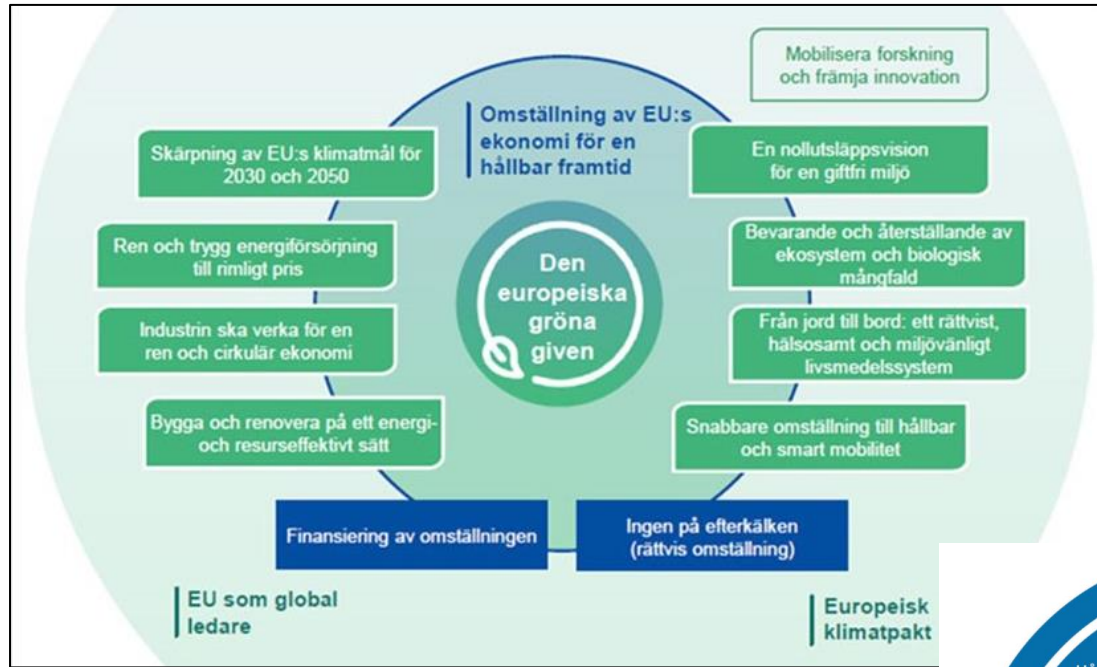 Mobilisera forskning
och främja innovation
Omställning av EU:s
ekonomi för en
hållbar framtid
Skärpning av EU:s klimatmål för
2030 och 2050
En nollutsläppsvision
för en giftfri miljö
Ren och trygg energiförsörjning
till rimligt pris
Bevarande och återställande av
ekosystem och biologisk
mångfald
Den
europeiska
gröna
given
Industrin ska verka för en
ren och cirkulär ekonomi
Från jord till bord: ett rättvist,
hälsosamt och miljövänligt
livsmedelssystem
Bygga och renovera på ett energi-
och resurseffektivt sätt
Snabbare omställning till hållbar
och smart mobilitet
Finansiering av omställningen
Ingen på efterkälken
(rättvis omställning)
EU som global
ledare
Europeisk
klimatpakt